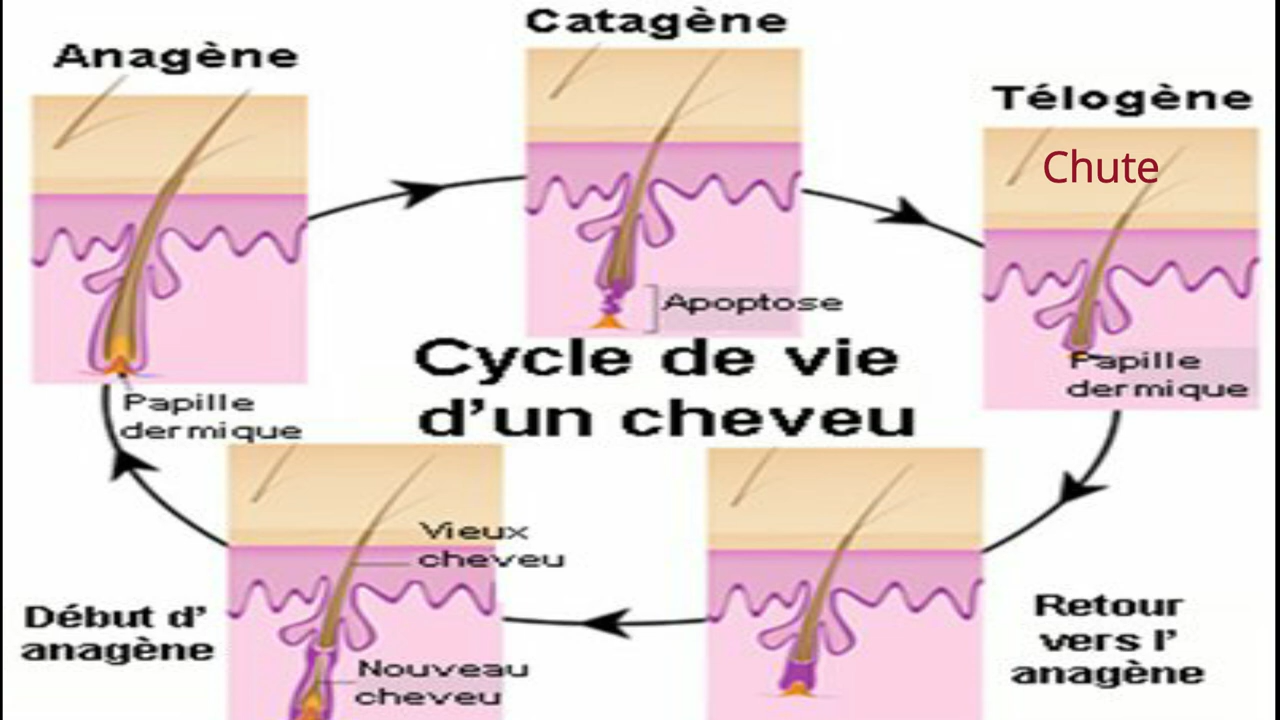 Catagène
Anagène
Télogène
Chute
Apoptose
Cycle de vie
d'un cheveu
Papille
dermique
Papille
dermique
Vieux
cheveu
Début d'
anagène
Nouveau
cheveu
Retour
vers l'
anagène